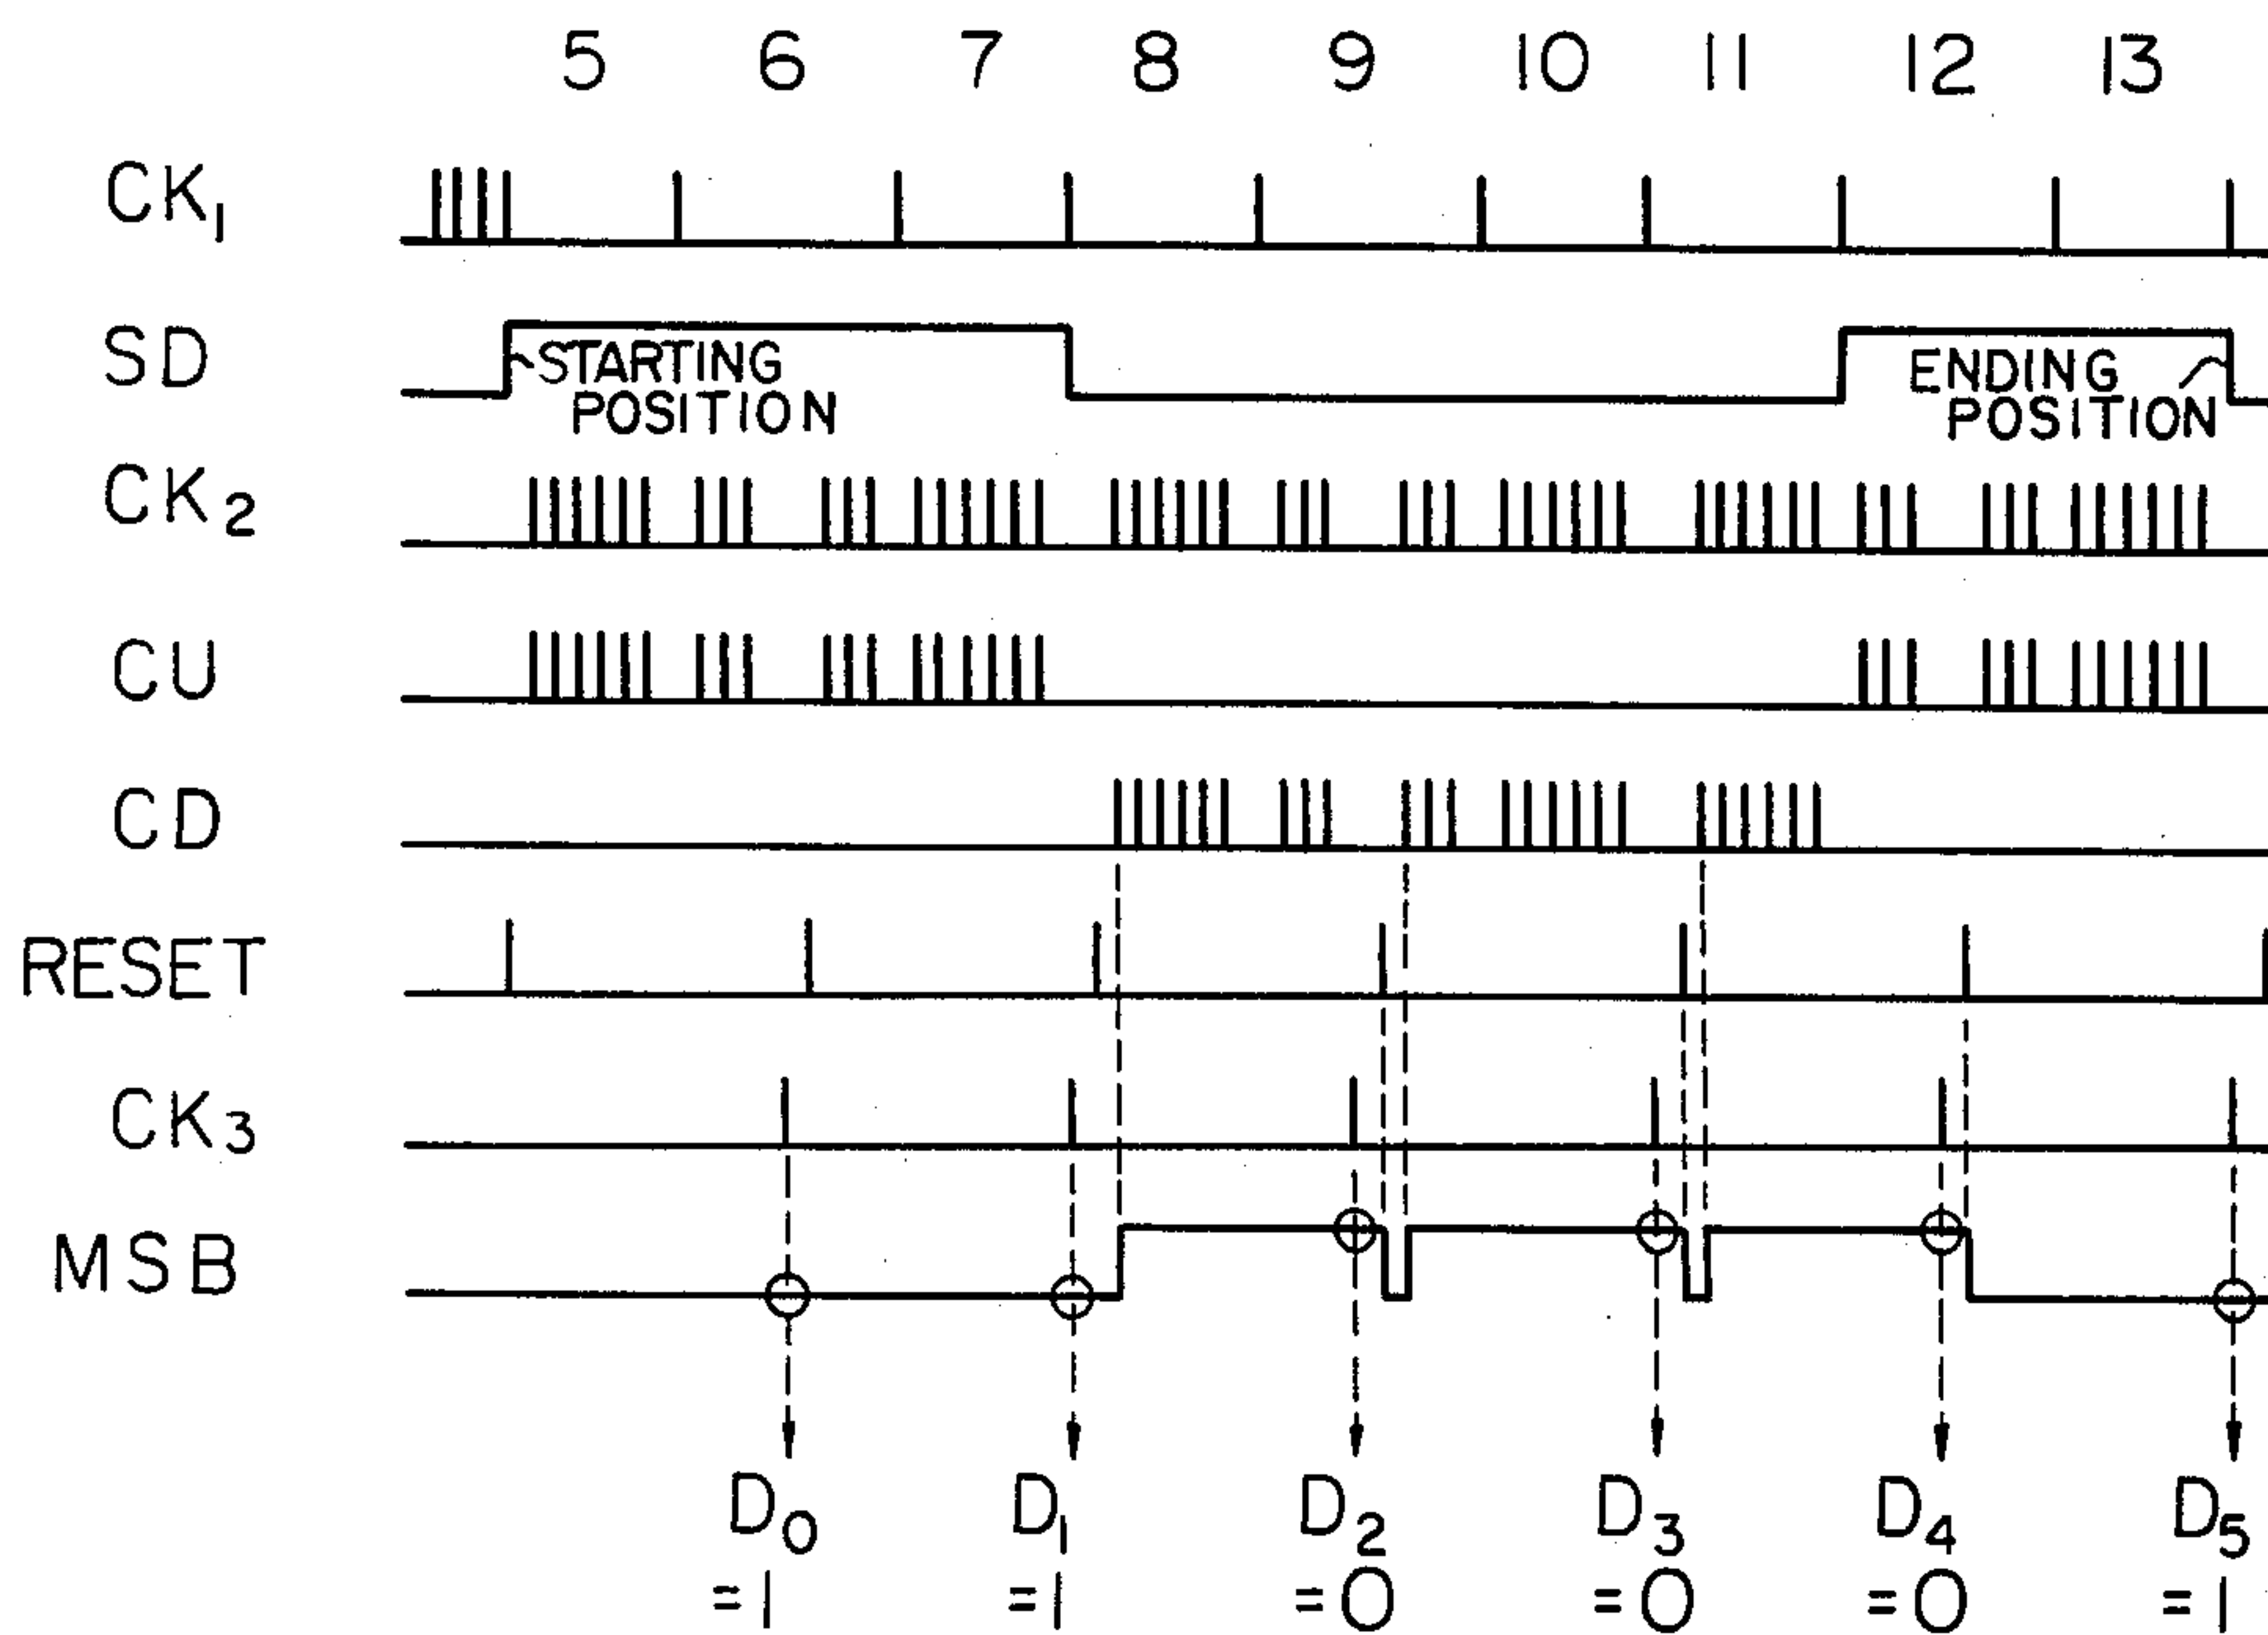 5 6 7 8 9 10 11 12 13
CK1
SD
STARTING
POSITION
ENDING
POSITION
CK2
CU
CD
RESET
CK3
MSB
D0 D1 D2 D3 D4 D5
=1 =1 =0 =0 =0 =1